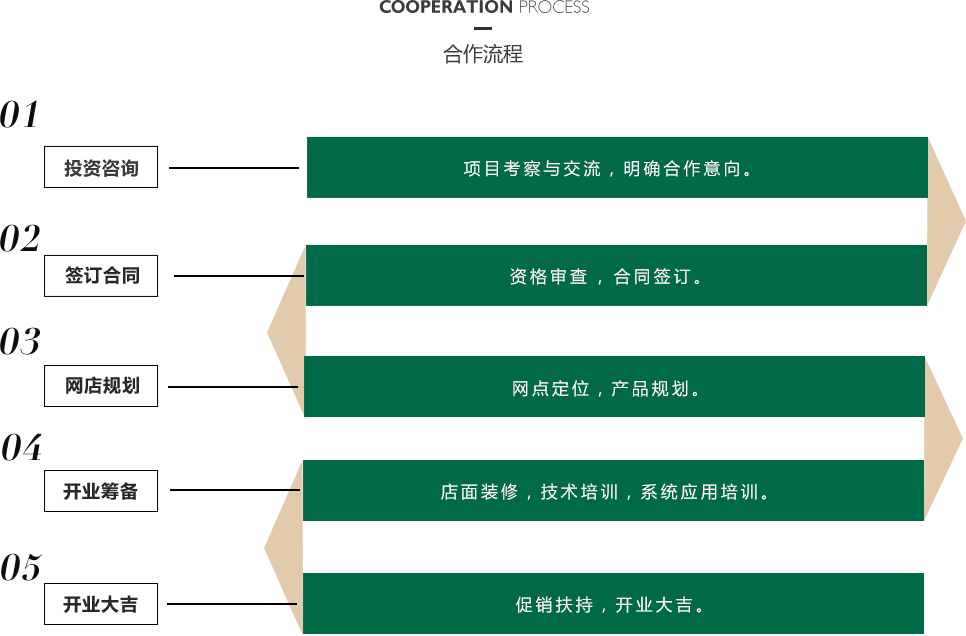 COOPERATION PROCESS
合作流程
01
投资咨询
项目考察与交流，明确合作意向。
02
签订合同
资格审查，合同签订。
03
网店规划
网点定位，产品规划。
04
开业筹备
店面装修，技术培训，系统应用培训。
05
开业大吉
促销扶持，开业大吉。